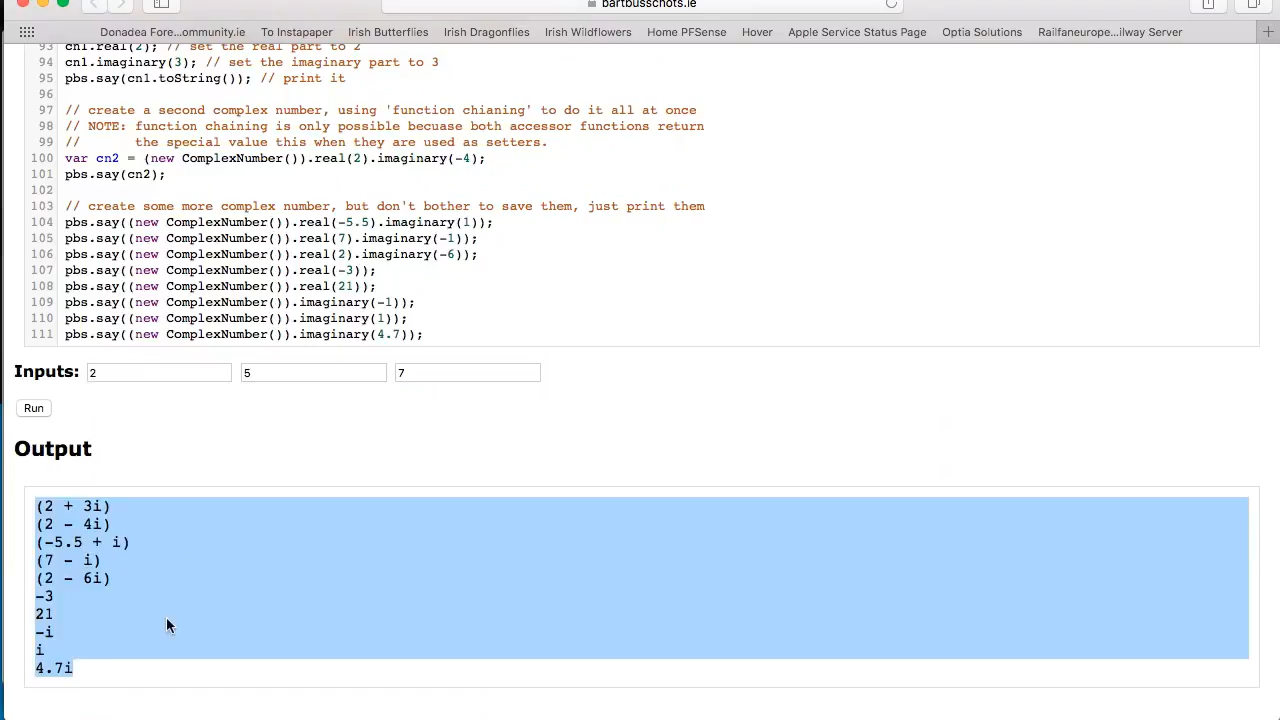 bartbusschots.ie
Donadea Fore...ommunity.ie To Instapaper Irish Butterflies Irish Dragonflies Irish Wildflowers Home PFSense Hover Apple Service Status Page Optia Solutions Railfaneurope...ilway Server
93 cn1.real(2); // set the real part to 2
94 cn1.imaginary(3); // set the imaginary part to 3
95 pbs.say(cn1.toString()); // print it
96
97 // create a second complex number, using 'function chianing' to do it all at once
98 // NOTE: function chaining is only possible becuase both accessor functions return
99 //       the special value this when they are used as setters.
100 var cn2 = (new ComplexNumber()).real(2).imaginary(-4);
101 pbs.say(cn2);
102
103 // create some more complex number, but don't bother to save them, just print them
104 pbs.say((new ComplexNumber()).real(-5.5).imaginary(1));
105 pbs.say((new ComplexNumber()).real(7).imaginary(-1));
106 pbs.say((new ComplexNumber()).real(2).imaginary(-6));
107 pbs.say((new ComplexNumber()).real(-3));
108 pbs.say((new ComplexNumber()).real(21));
109 pbs.say((new ComplexNumber()).imaginary(-1));
110 pbs.say((new ComplexNumber()).imaginary(1));
111 pbs.say((new ComplexNumber()).imaginary(4.7));
Inputs: 2 5 7
Run
Output
(2 + 3i)
(2 - 4i)
(-5.5 + i)
(7 - i)
(2 - 6i)
-3
21
-i
i
4.7i